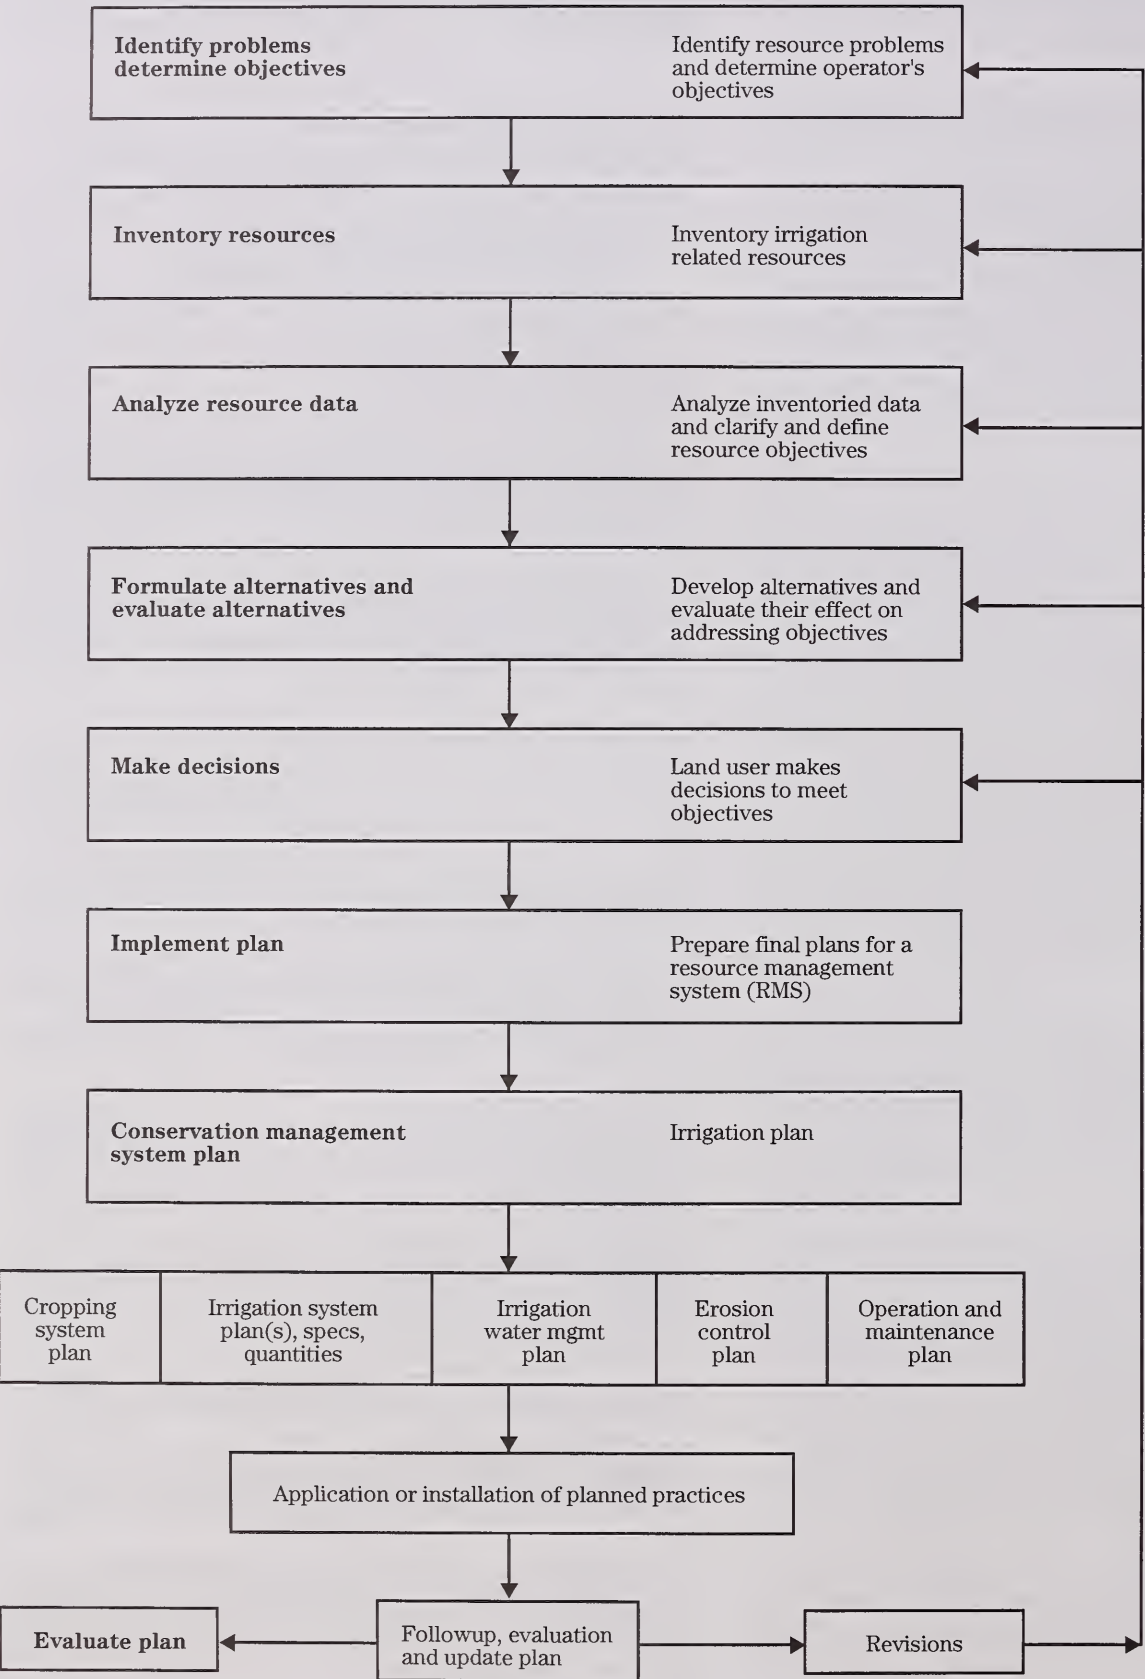 Identify problems
determine objectives
Identify resource problems
and determine operator's
objectives
Inventory resources
Inventory irrigation
related resources
Analyze resource data
Analyze inventoried data
and clarify and define
resource objectives
Formulate alternatives and
evaluate alternatives
Develop alternatives and
evaluate their effect on
addressing objectives
Make decisions
Land user makes
decisions to meet
objectives
Implement plan
Prepare final plans for a
resource management
system (RMS)
Conservation management
system plan
Irrigation plan
Cropping
system
plan
Irrigation system
plan(s), specs,
quantities
Irrigation
water mgmt
plan
Erosion
control
plan
Operation and
maintenance
plan
Application or installation of planned practices
Evaluate plan
Followup, evaluation
and update plan
Revisions